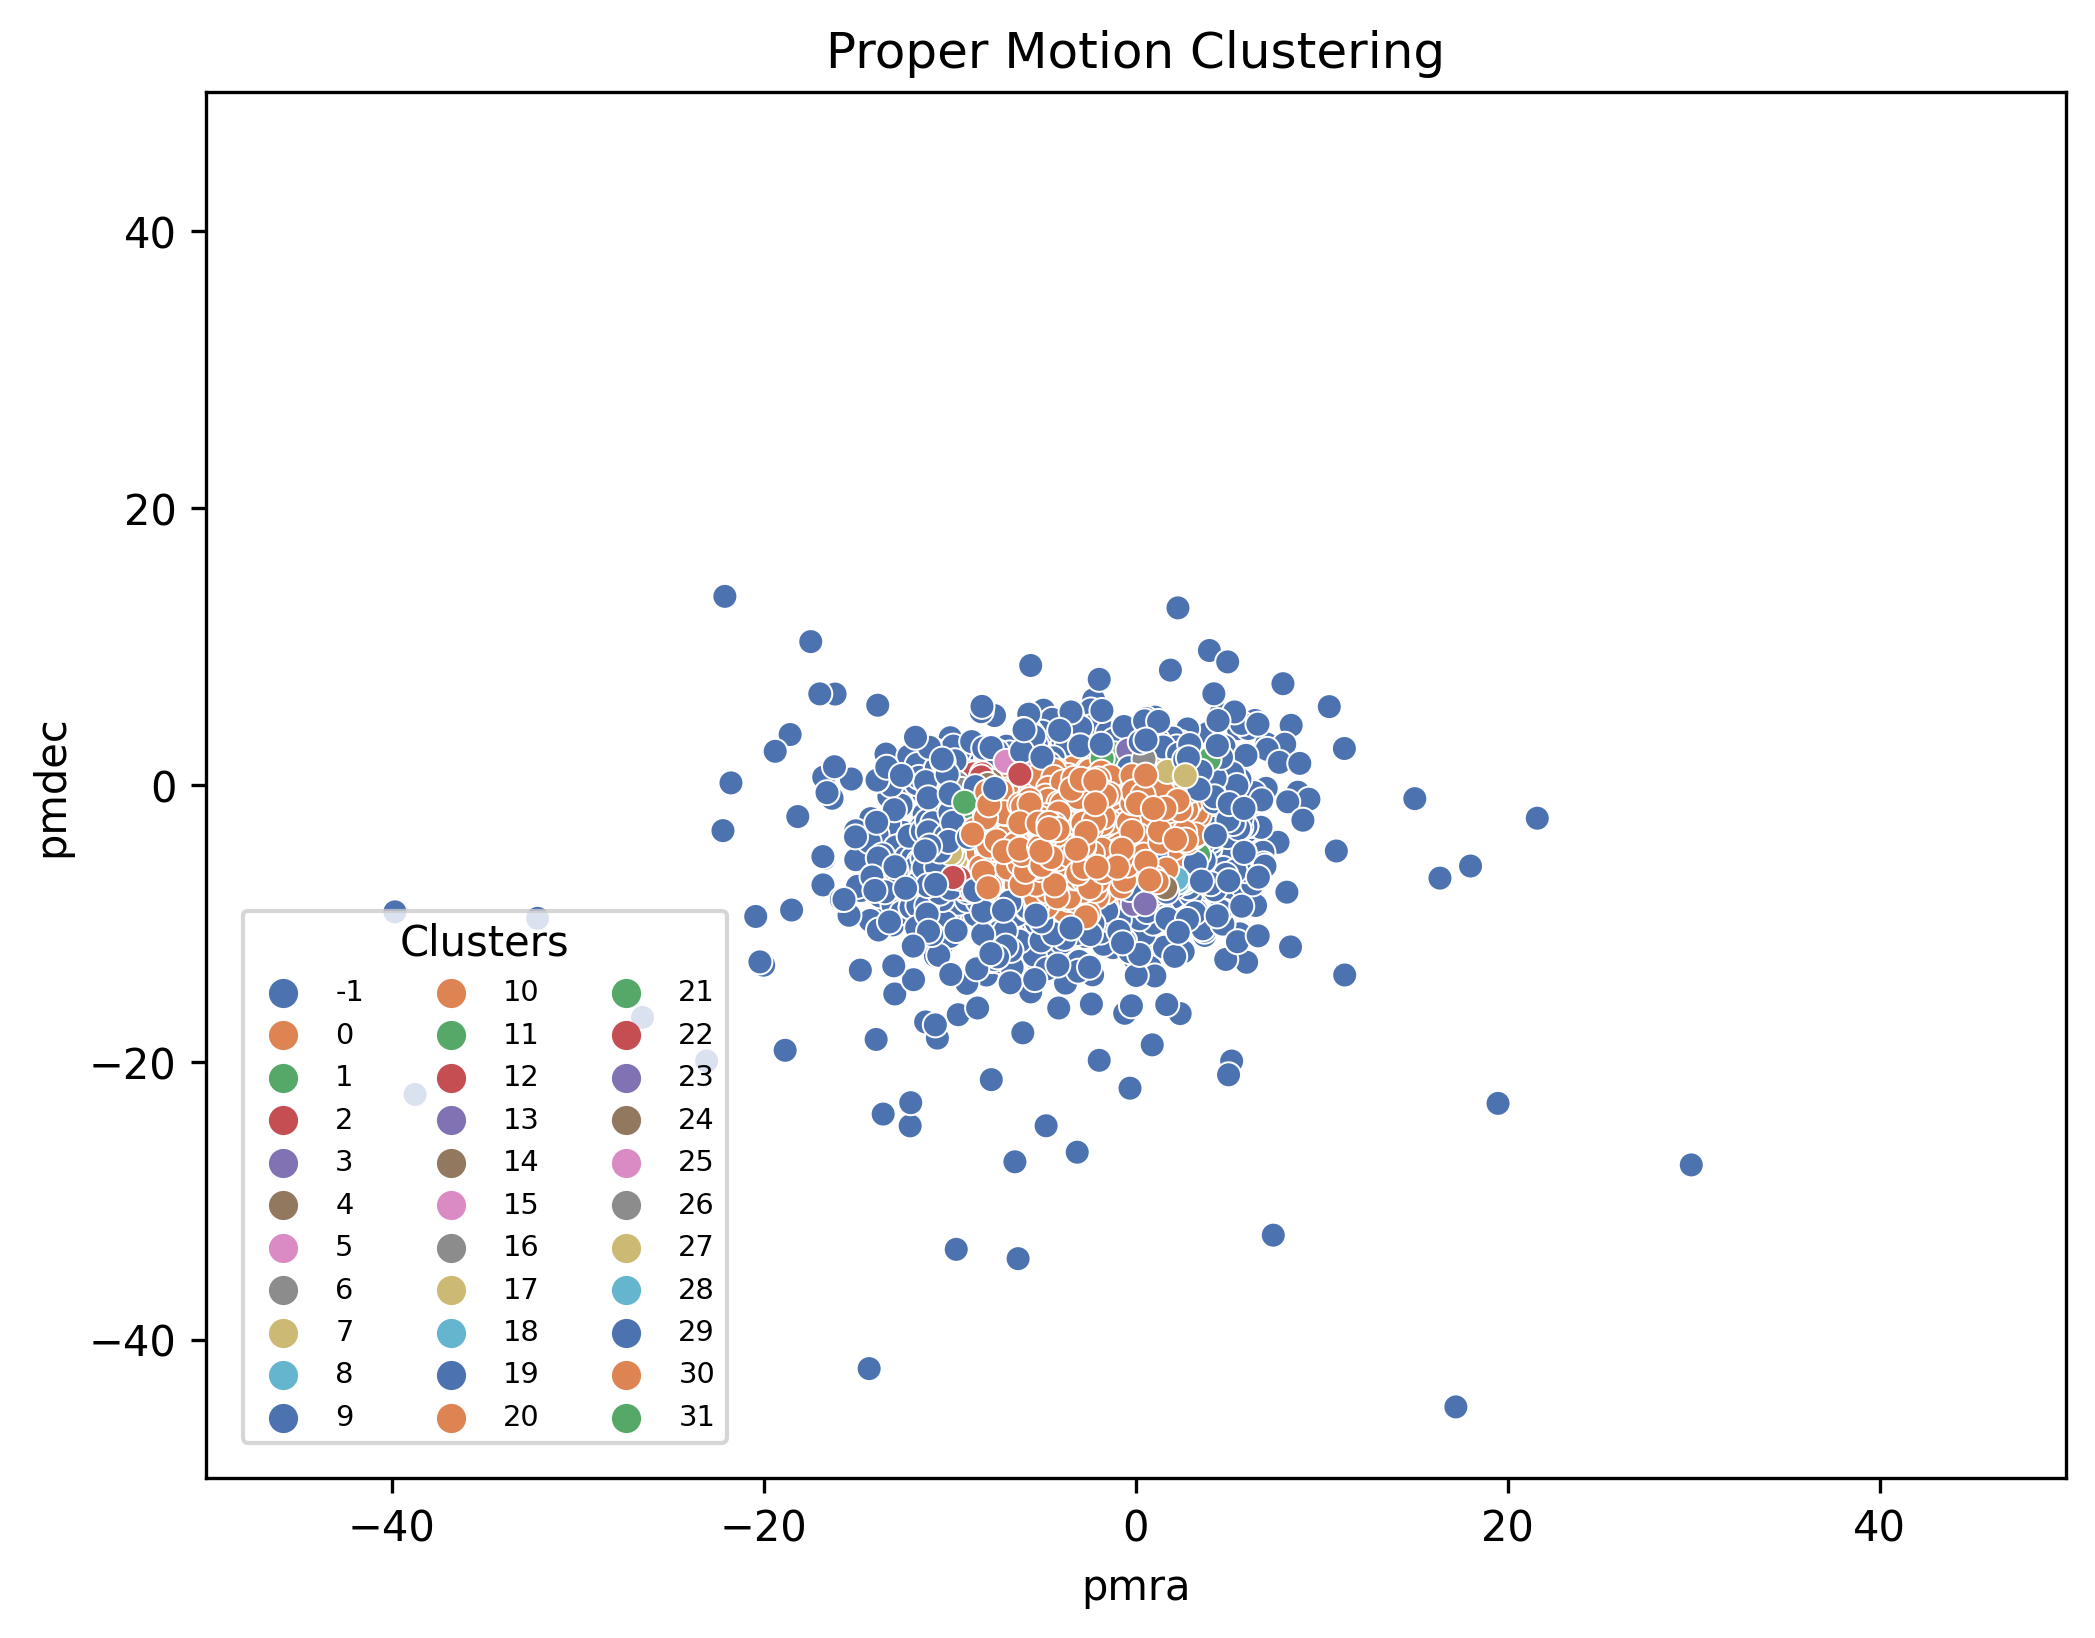 Proper Motion Clustering
40
20
0
−20
−40
pmdec
Clusters
-1 10 21
0 11 22
1 12 23
2 13 24
3 14 25
4 15 26
5 16 27
6 17 28
7 18 29
8 19 30
9 20 31
−40 −20 0 20 40
pmra